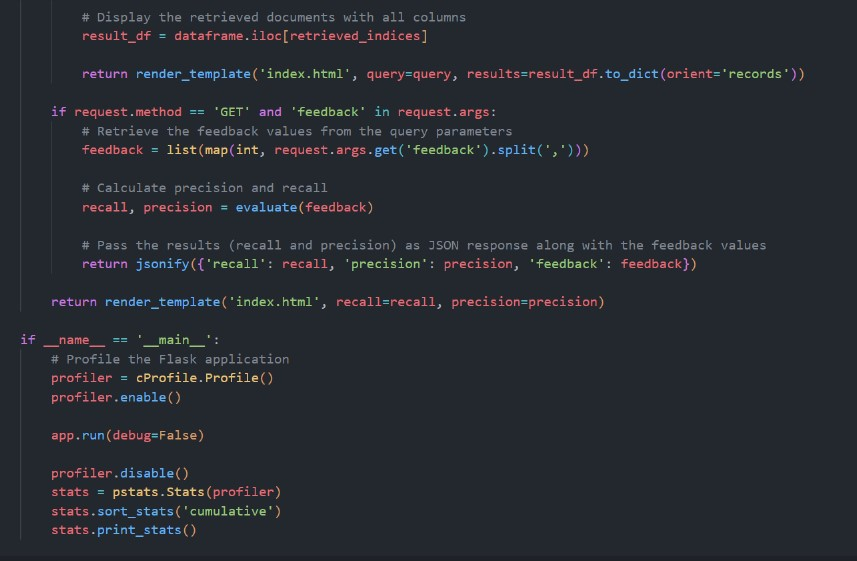 # Display the retrieved documents with all columns
result_df = dataframe.iloc[retrieved_indices]
return render_template('index.html', query=query, results=result_df.to_dict(orient='records'))
if request.method == 'GET' and 'feedback' in request.args:
# Retrieve the feedback values from the query parameters
feedback = list(map(int, request.args.get('feedback').split(',')))
# Calculate precision and recall
recall, precision = evaluate(feedback)
# Pass the results (recall and precision) as JSON response along with the feedback values
return jsonify({'recall': recall, 'precision': precision, 'feedback': feedback})
return render_template('index.html', recall=recall, precision=precision)
if __name__ == '__main__':
# Profile the Flask application
profiler = cProfile.Profile()
profiler.enable()
app.run(debug=False)
profiler.disable()
stats = pstats.Stats(profiler)
stats.sort_stats('cumulative')
stats.print_stats()